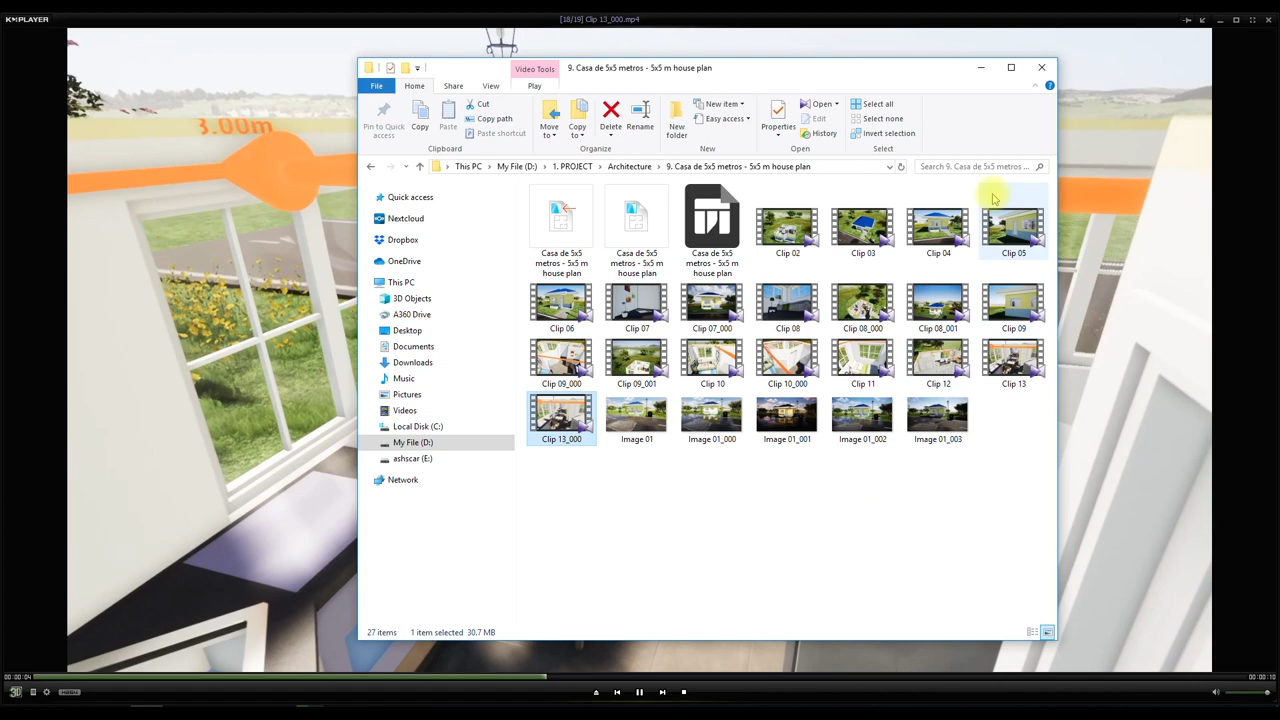 KMPLAYER
[18/19] Clip 13_000.mp4
3.00m
Video Tools
9. Casa de 5x5 metros - 5x5 m house plan
File
Home
Share
View
Play
Pin to Quick access
Copy
Paste
Cut
Copy path
Paste shortcut
Clipboard
Move to
Copy to
Delete
Rename
Organize
New folder
New item
Easy access
New
Properties
Open
Edit
History
Open
Select all
Select none
Invert selection
Select
This PC
My File (D:)
1. PROJECT
Architecture
9. Casa de 5x5 metros - 5x5 m house plan
Search 9. Casa de 5x5 metros ...
Quick access
Nextcloud
Dropbox
OneDrive
This PC
3D Objects
A360 Drive
Desktop
Documents
Downloads
Music
Pictures
Videos
Local Disk (C:)
My File (D:)
ashscar (E:)
Network
Casa de 5x5 metros - 5x5 m house plan
Casa de 5x5 metros - 5x5 m house plan
Casa de 5x5 metros - 5x5 m house plan
Clip 02
Clip 03
Clip 04
Clip 05
Clip 06
Clip 07
Clip 07_000
Clip 08
Clip 08_000
Clip 08_001
Clip 09
Clip 09_000
Clip 09_001
Clip 10
Clip 10_000
Clip 11
Clip 12
Clip 13
Clip 13_000
Image 01
Image 01_000
Image 01_001
Image 01_002
Image 01_003
27 items
1 item selected 30.7 MB
00:00:04
00:00:10
3D